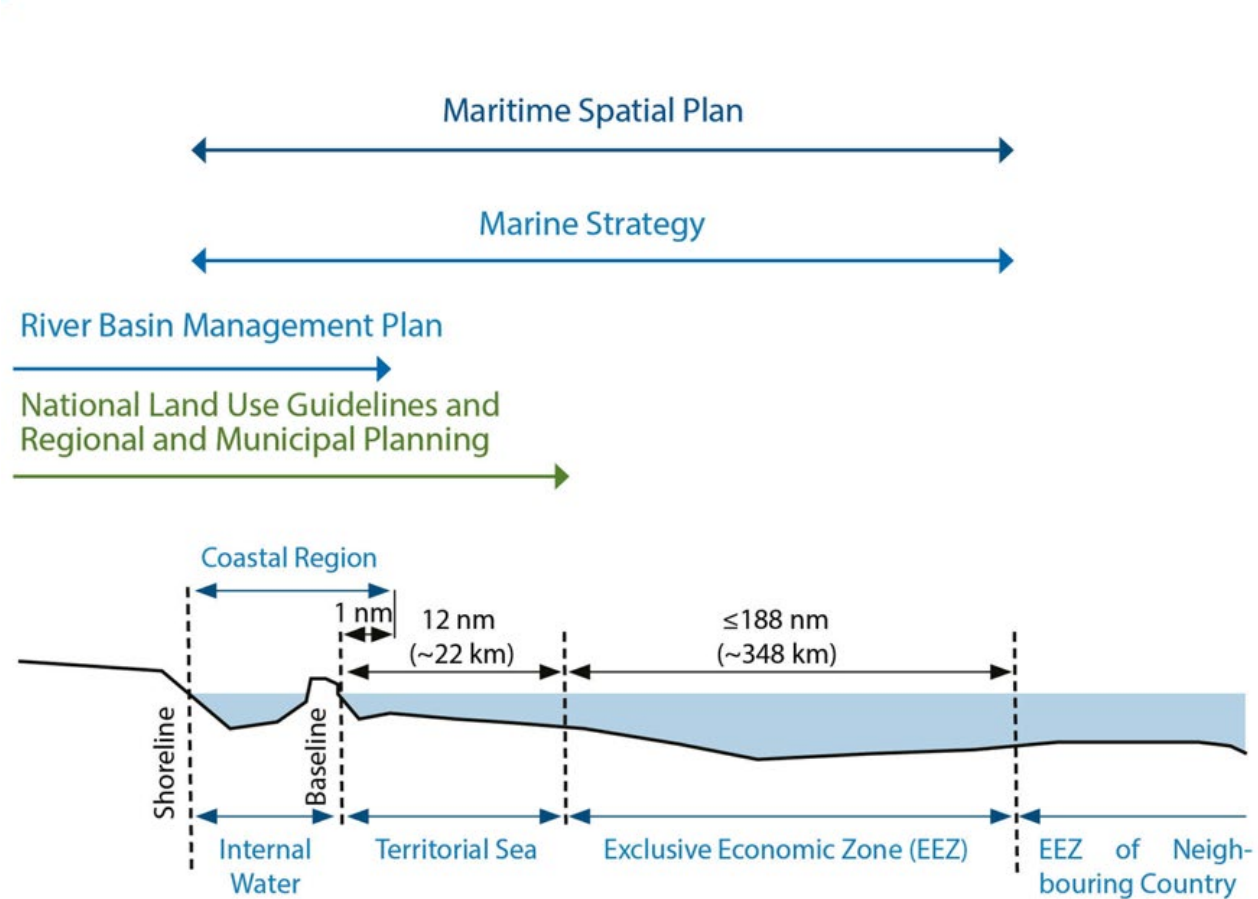 Maritime Spatial Plan
Marine Strategy
River Basin Management Plan
National Land Use Guidelines and
Regional and Municipal Planning
Coastal Region
1 nm
12 nm
(~22 km)
≤188 nm
(~348 km)
Shoreline
Baseline
Internal
Water
Territorial Sea
Exclusive Economic Zone (EEZ)
EEZ of Neigh-
bouring Country